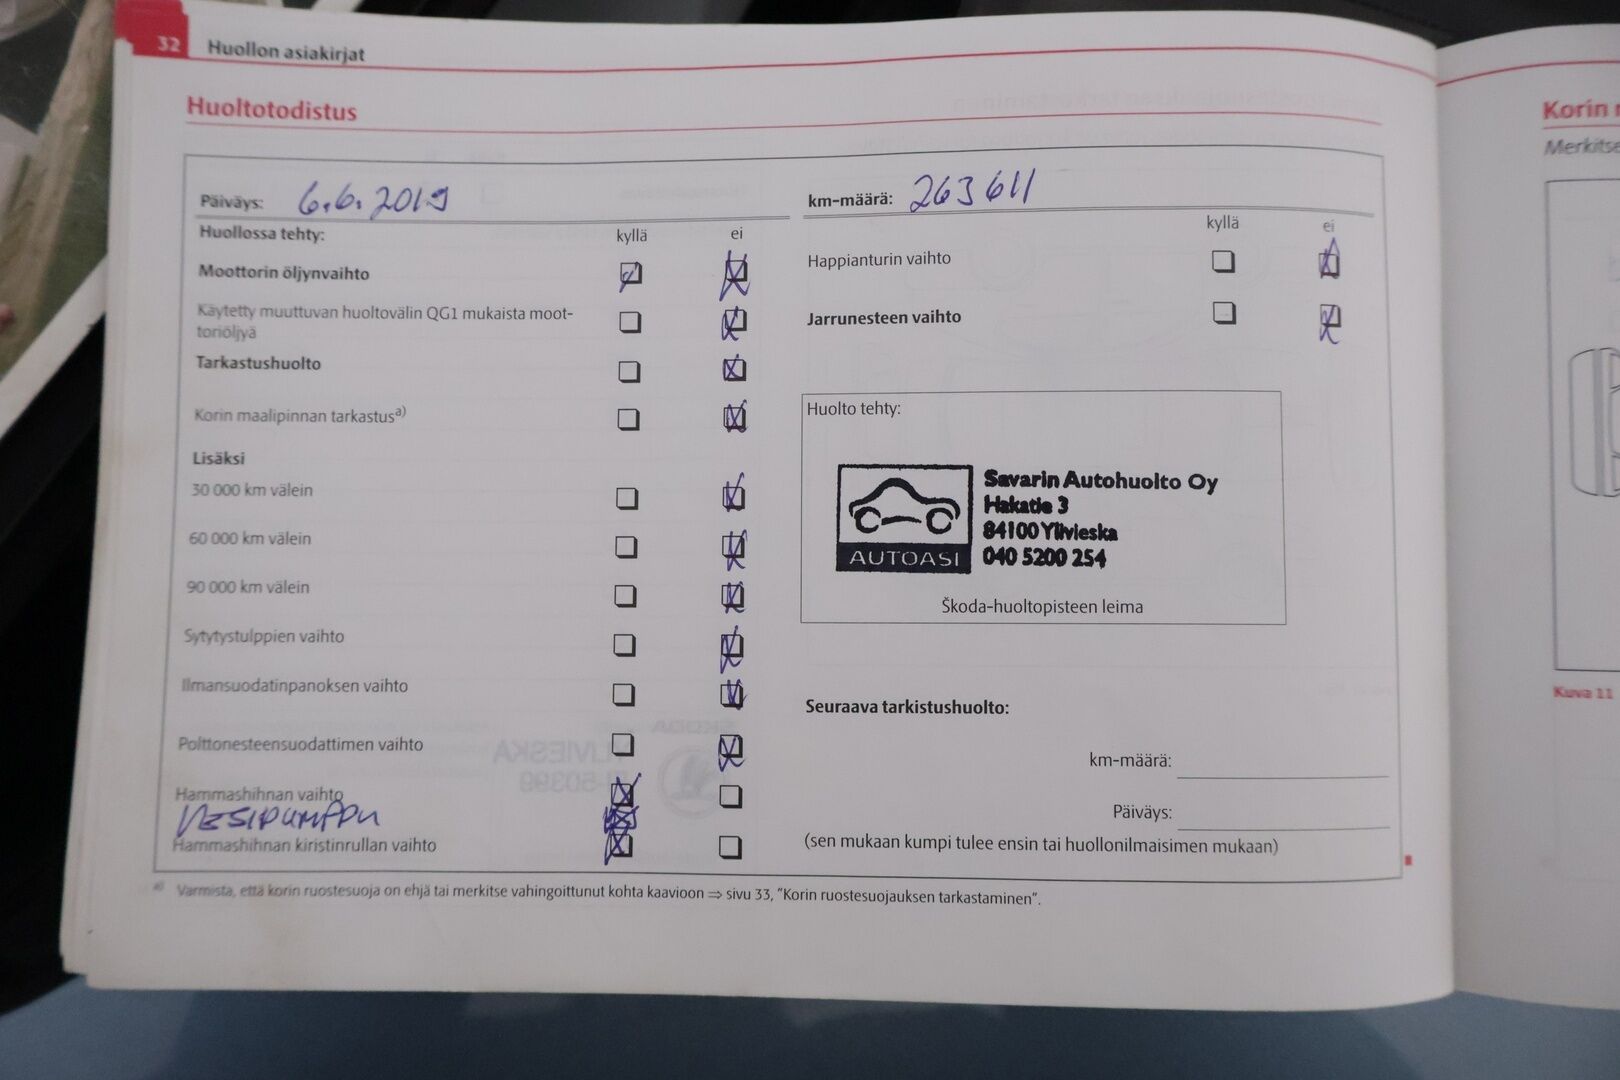 32 Huollon asiakirjat
Huoltotodistus
Päiväys: 6.6.2019
Huollossa tehty: kyllä ei
Moottorin öljynvaihto
Käytetty muuttuvan huoltovälin QG1 mukaista moot-
toriöljyä
Tarkastushuolto
Korin maalipinnan tarkastus a)
Lisäksi
30 000 km välein
60 000 km välein
90 000 km välein
Sytytystulppien vaihto
Ilmansuodatinpanoksen vaihto
Polttonesteensuodattimen vaihto
Hammashihnan vaihto
VESIPUMPPU
Hammashihnan kiristinrullan vaihto
km-määrä: 263611
kyllä ei
Happianturin vaihto
Jarrunesteen vaihto
Huolto tehty:
AUTOASI
Savarin Autohuolto Oy
Hakatie 3
84100 Ylivieska
040 5200 254
Škoda-huoltopisteen leima
Seuraava tarkistushuolto:
km-määrä:
Päiväys:
(sen mukaan kumpi tulee ensin tai huollonilmaisimen mukaan)
a) Varmista, että korin ruostesuoja on ehjä tai merkitse vahingoittunut kohta kaavioon ⇒ sivu 33, "Korin ruostesuojauksen tarkastaminen".
Korin
Merkitse
Kuva 11